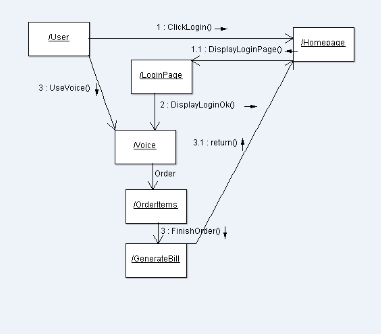 1 : ClickLogin()
/User
/Homepage
1.1 : DisplayLoginPage()
/LoginPage
3 : UseVoice()
2 : DisplayLoginOk()
/Voice
3.1 : return()
Order
/OrderItems
3 : FinishOrder()
/GenerateBill